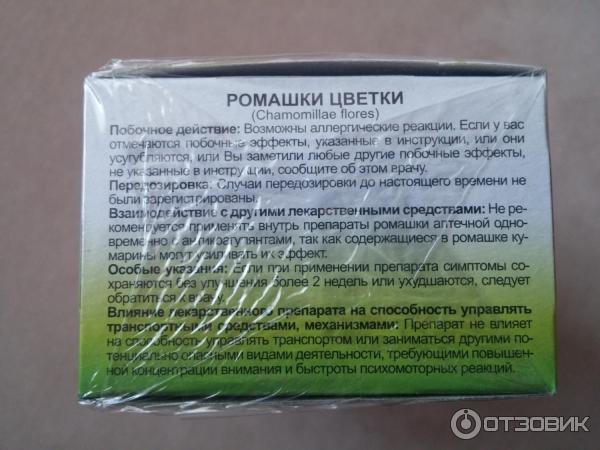 РОМАШКИ ЦВЕТКИ
(Chamomillae flores)
Побочное действие: Возможны аллергические реакции. Если у вас
отмечаются побочные эффекты, указанные в инструкции, или они
усугубляются, или Вы заметили любые другие побочные эффекты,
не указанные в инструкции, сообщите об этом врачу.
Передозировка: Случаи передозировки до настоящего времени не
были зарегистрированы.
Взаимодействие с другими лекарственными средствами: Не ре-
комендуется применять внутрь препараты ромашки аптечной одно-
временно с антикоагулянтами, так как содержащиеся в ромашке ку-
марины могут усиливать их эффект.
Особые указания: Если при применении препарата симптомы со-
храняются без улучшения более 2 недель или ухудшаются, следует
обратиться к врачу.
Влияние лекарственного препарата на способность управлять
транспортными средствами, механизмами: Препарат не влияет
на способность управлять транспортом или заниматься другими по-
тенциально опасными видами деятельности, требующими повышен-
ной концентрации внимания и быстроты психомоторных реакций.
ОТЗОВИК